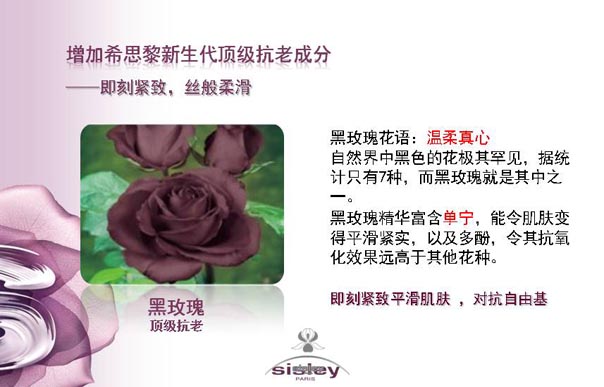 增加希思黎新生代顶级抗老成分
——即刻紧致，丝般柔滑
黑玫瑰花语：温柔真心
自然界中黑色的花极其罕见，据统
计只有7种，而黑玫瑰就是其中之
一。
黑玫瑰精华富含单宁，能令肌肤变
得平滑紧实，以及多酚，令其抗氧
化效果远高于其他花种。
即刻紧致平滑肌肤 ，对抗自由基
黑玫瑰
顶级抗老
sisley
PARIS